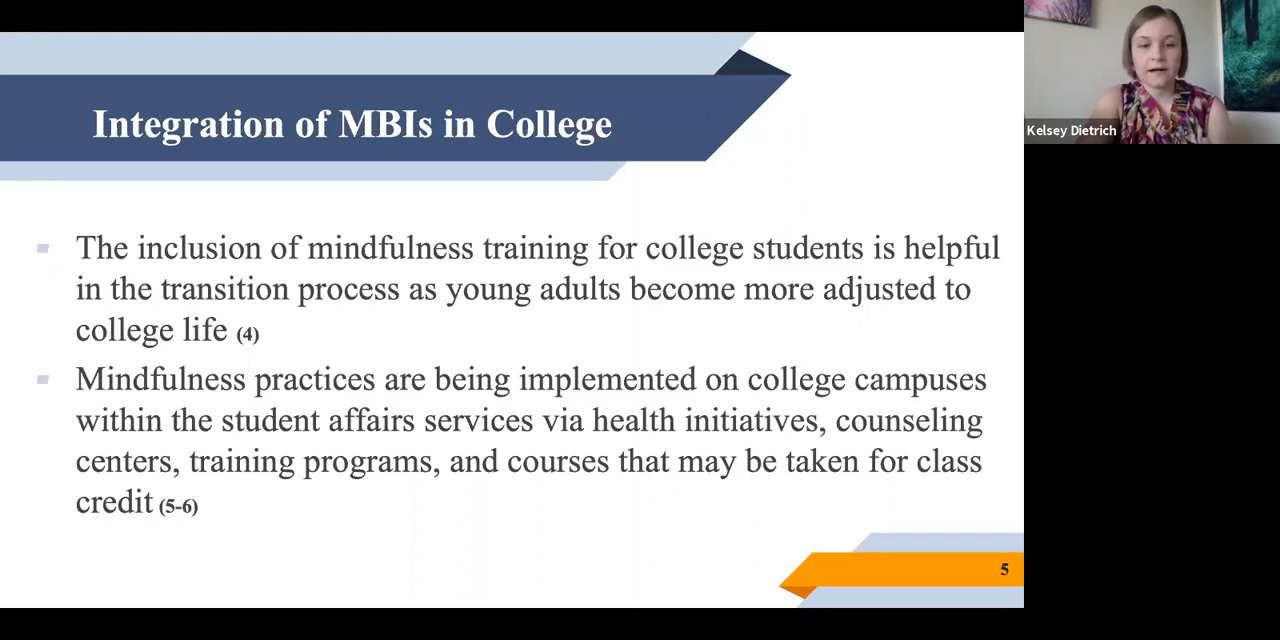 Integration of MBIs in College
Kelsey Dietrich
The inclusion of mindfulness training for college students is helpful
in the transition process as young adults become more adjusted to
college life (4)
Mindfulness practices are being implemented on college campuses
within the student affairs services via health initiatives, counseling
centers, training programs, and courses that may be taken for class
credit (5-6)
5